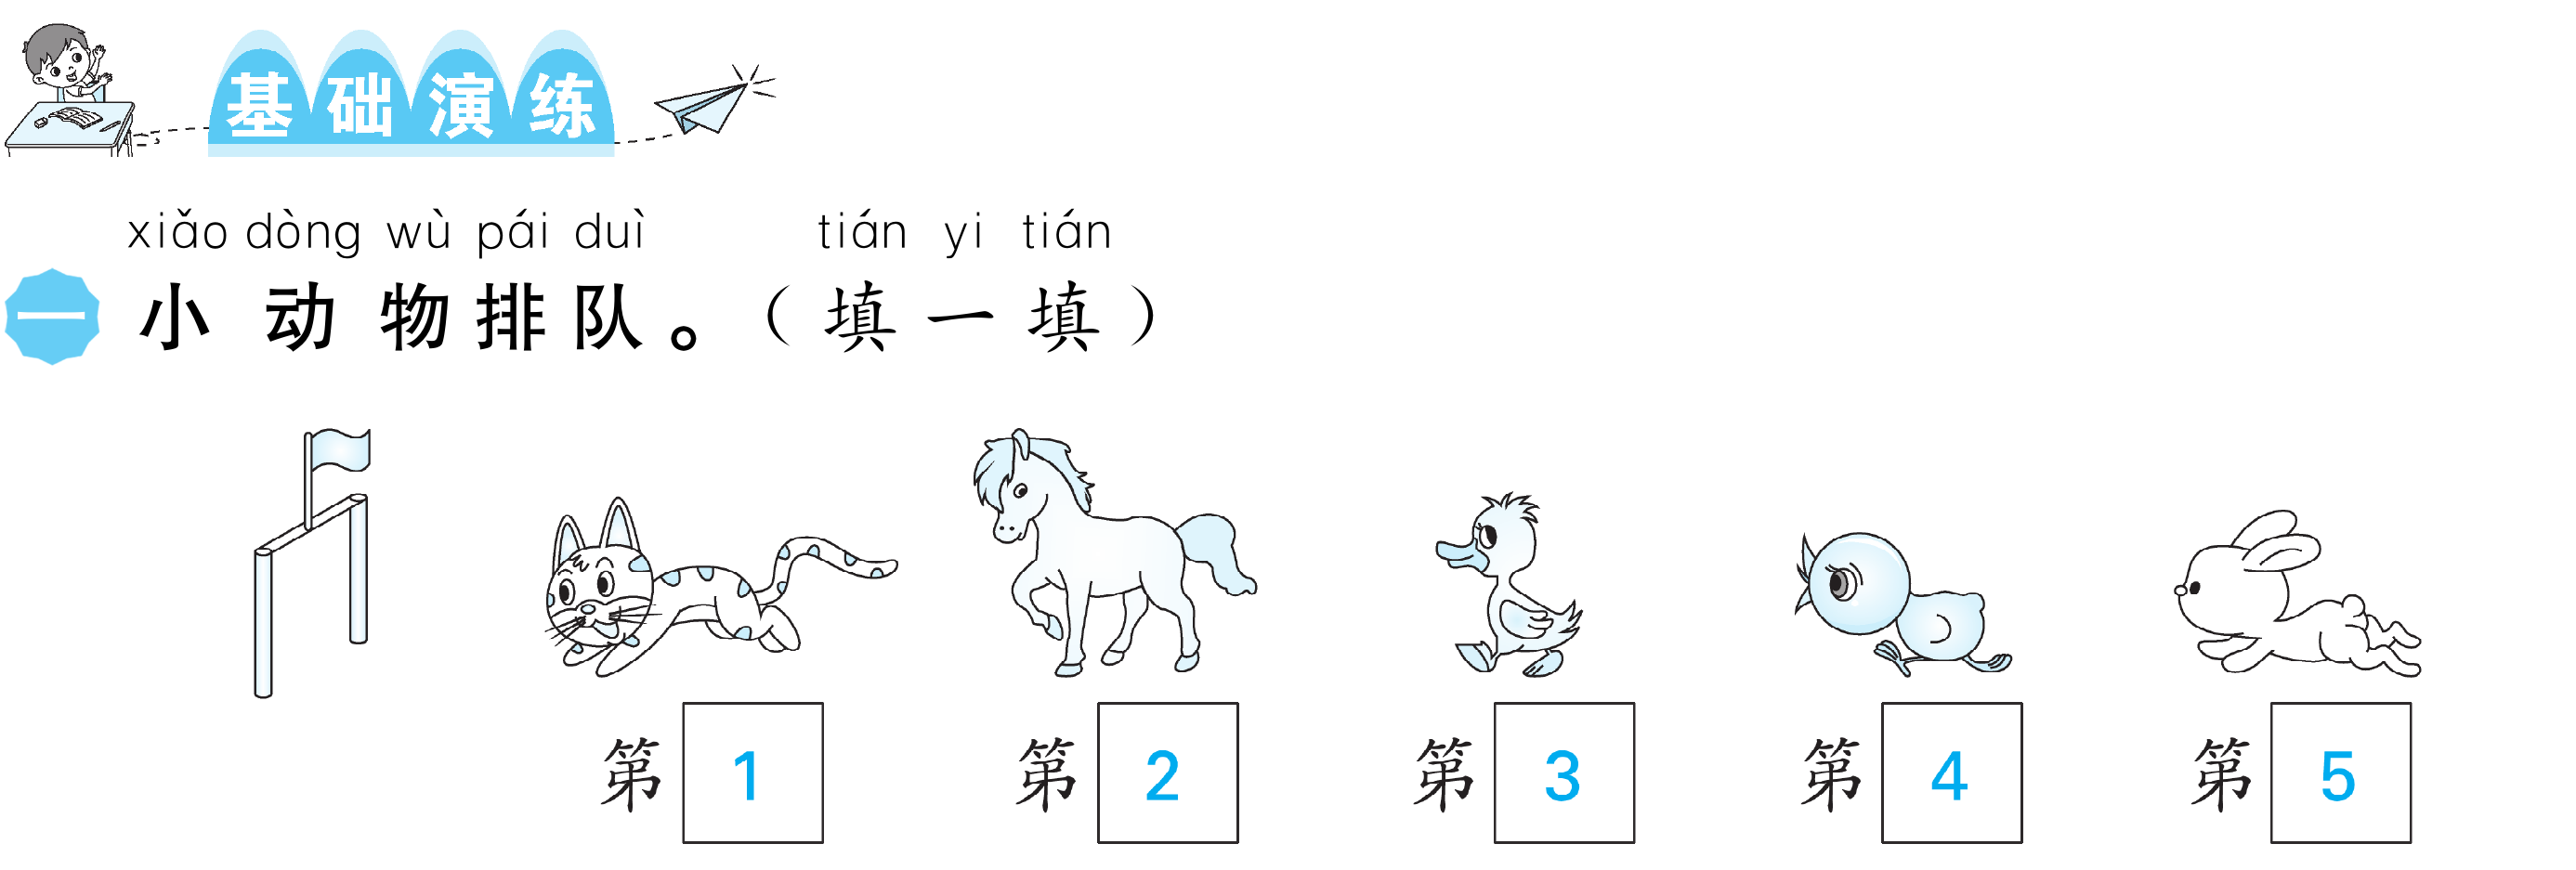 基础演练
xiǎo dòng wù pái duì tián yi tián
一 小动物排队。（填一填）
第 1 第 2 第 3 第 4 第 5